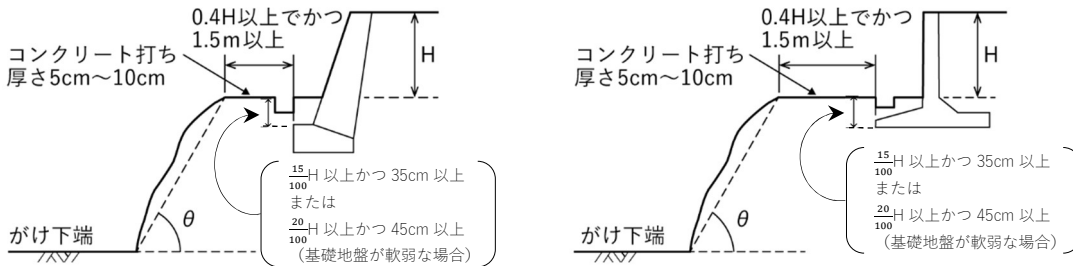 0.4H以上でかつ
1.5m以上
コンクリート打ち
厚さ5cm～10cm
H
15/100 H 以上かつ 35cm 以上
または
20/100 H 以上かつ 45cm 以上
（基礎地盤が軟弱な場合）
θ
がけ下端
0.4H以上でかつ
1.5m以上
コンクリート打ち
厚さ5cm～10cm
H
15/100 H 以上かつ 35cm 以上
または
20/100 H 以上かつ 45cm 以上
（基礎地盤が軟弱な場合）
θ
がけ下端